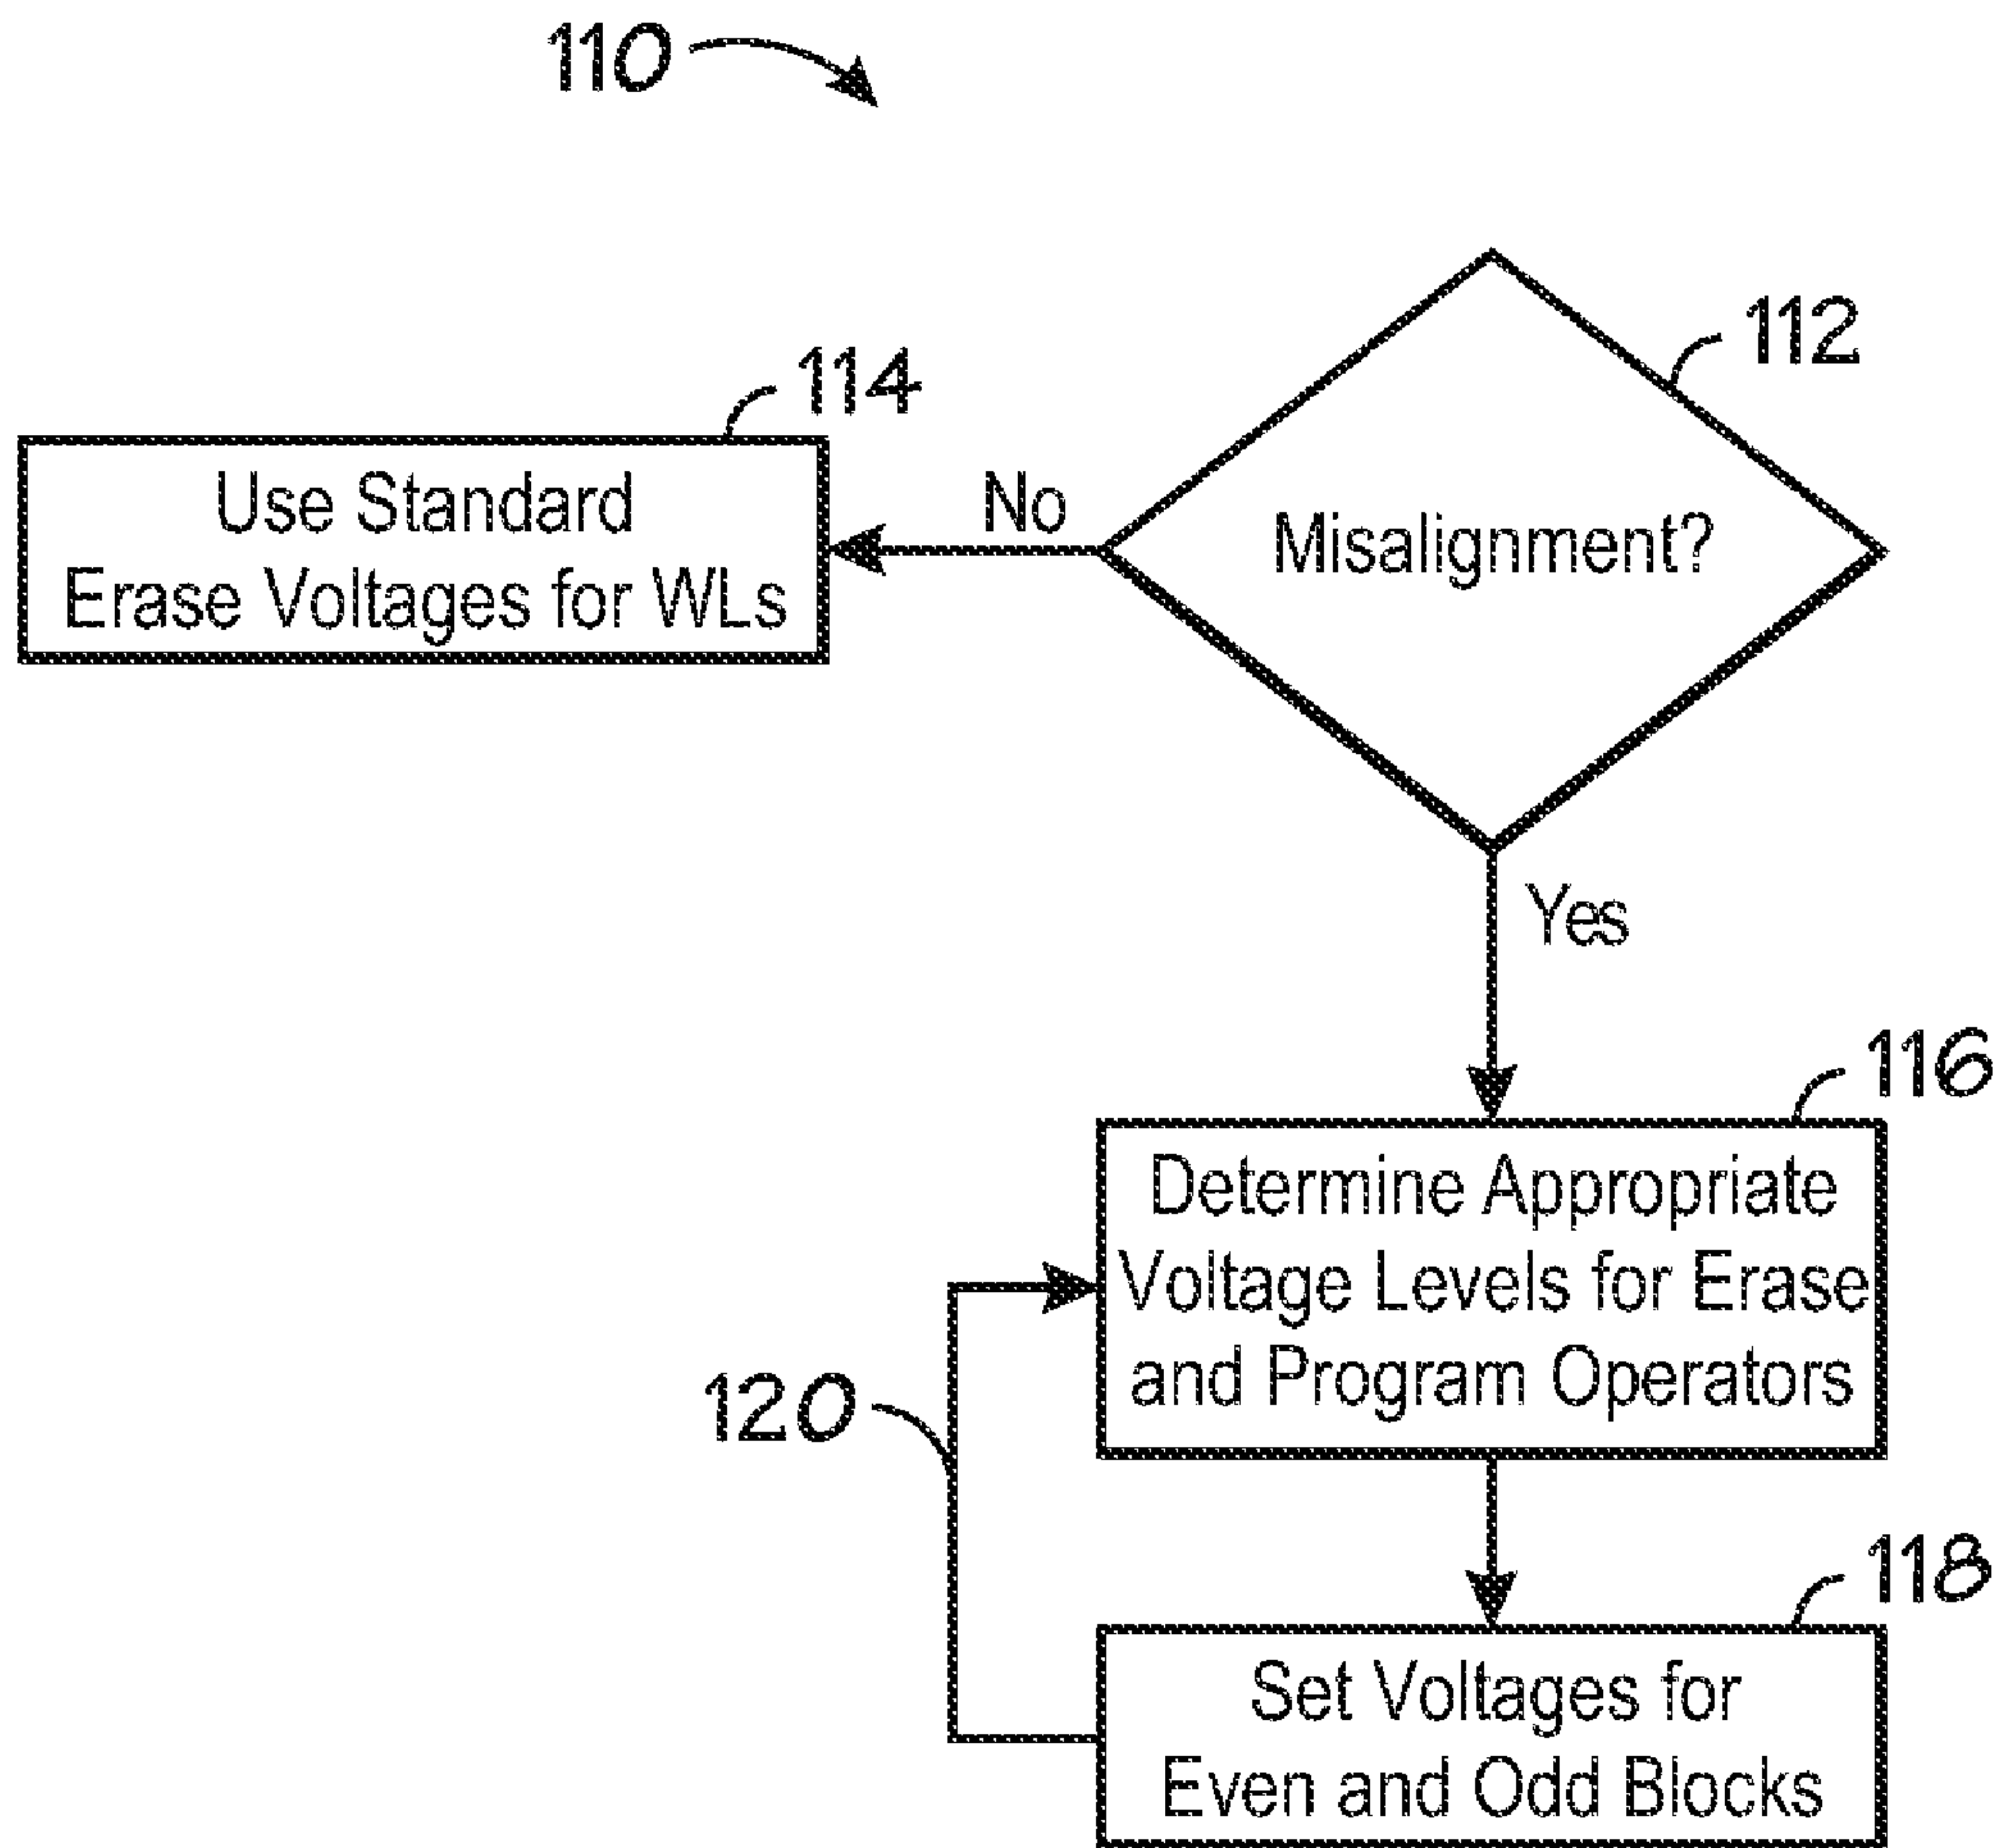 110
112
114
Use Standard
Erase Voltages for WLs
No
Misalignment?
Yes
116
Determine Appropriate
Voltage Levels for Erase
and Program Operators
120
118
Set Voltages for
Even and Odd Blocks